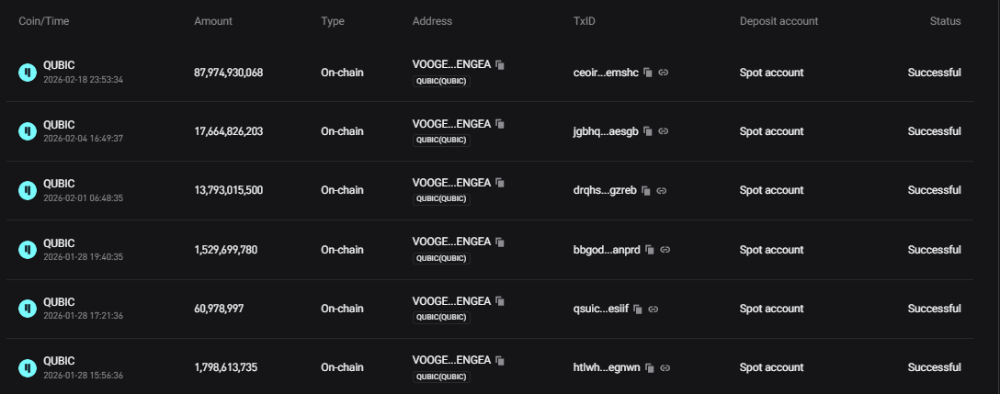 Coin/Time Amount Type Address TxID Deposit account Status
QUBIC 87,974,930,068 On-chain VOOGE...ENGEA ceoir...emshc Spot account Successful
2026-02-18 23:53:34 QUBIC(QUBIC)
QUBIC 17,664,826,203 On-chain VOOGE...ENGEA jgbhq...aesgb Spot account Successful
2026-02-04 16:49:37 QUBIC(QUBIC)
QUBIC 13,793,015,500 On-chain VOOGE...ENGEA drqhs...gzreb Spot account Successful
2026-02-01 06:48:35 QUBIC(QUBIC)
QUBIC 1,529,699,780 On-chain VOOGE...ENGEA bbgod...anprd Spot account Successful
2026-01-28 19:40:35 QUBIC(QUBIC)
QUBIC 60,978,997 On-chain VOOGE...ENGEA qsuic...esiif Spot account Successful
2026-01-28 17:21:36 QUBIC(QUBIC)
QUBIC 1,798,613,735 On-chain VOOGE...ENGEA htlwh...egnwn Spot account Successful
2026-01-28 15:56:36 QUBIC(QUBIC)